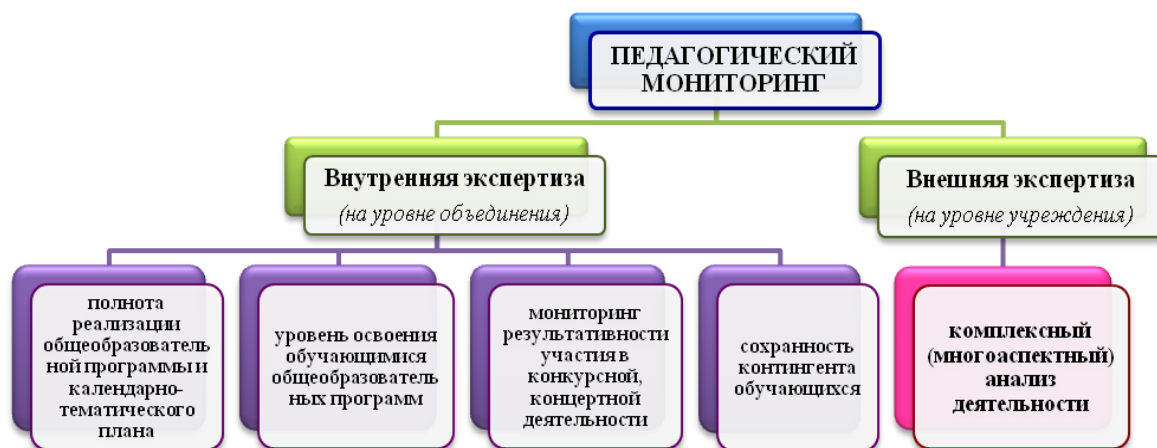 ПЕДАГОГИЧЕСКИЙ
МОНИТОРИНГ
Внутренняя экспертиза
(на уровне объединения)
Внешняя экспертиза
(на уровне учреждения)
полнота
реализации
общеобразователь
ной программы и
календарно-
тематического
плана
уровень освоения
обучающимися
общеобразователь
ных программ
мониторинг
результативности
участия в
конкурсной,
концертной
деятельности
сохранность
контингента
обучающихся
комплексный
(многоаспектный)
анализ
деятельности